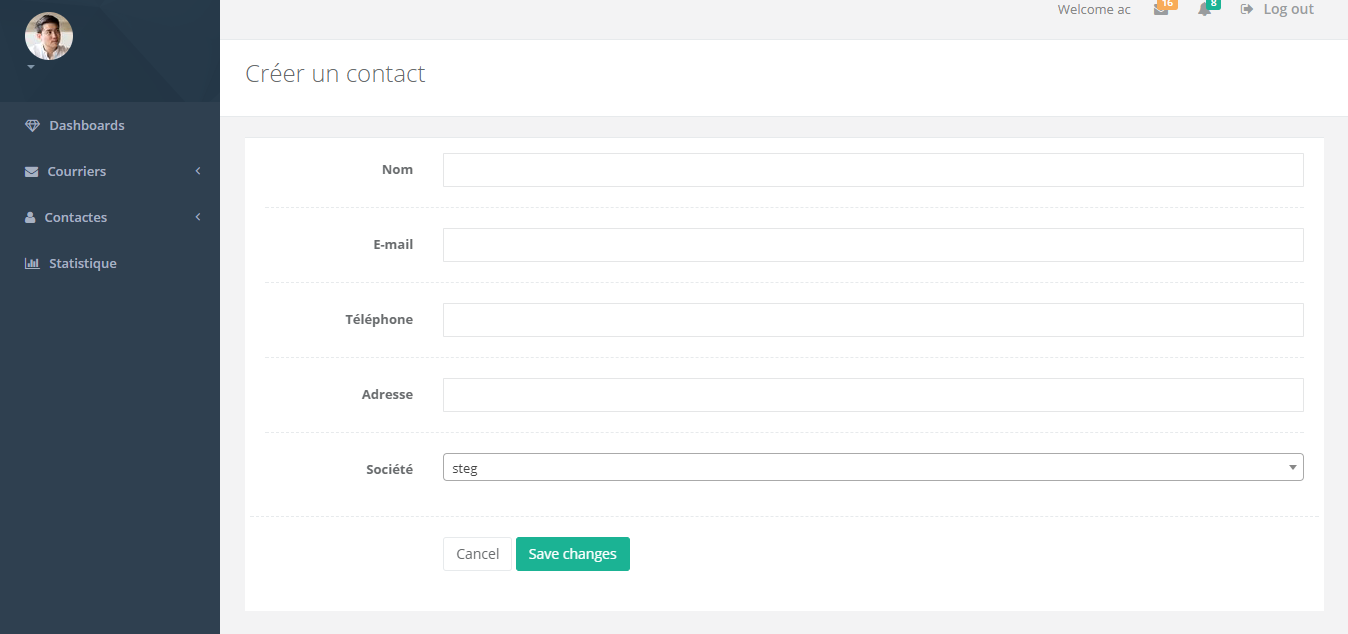 Welcome ac 16 8 Log out
Créer un contact
Dashboards
Courriers
Contactes
Statistique
Nom
E-mail
Téléphone
Adresse
Société steg
Cancel Save changes